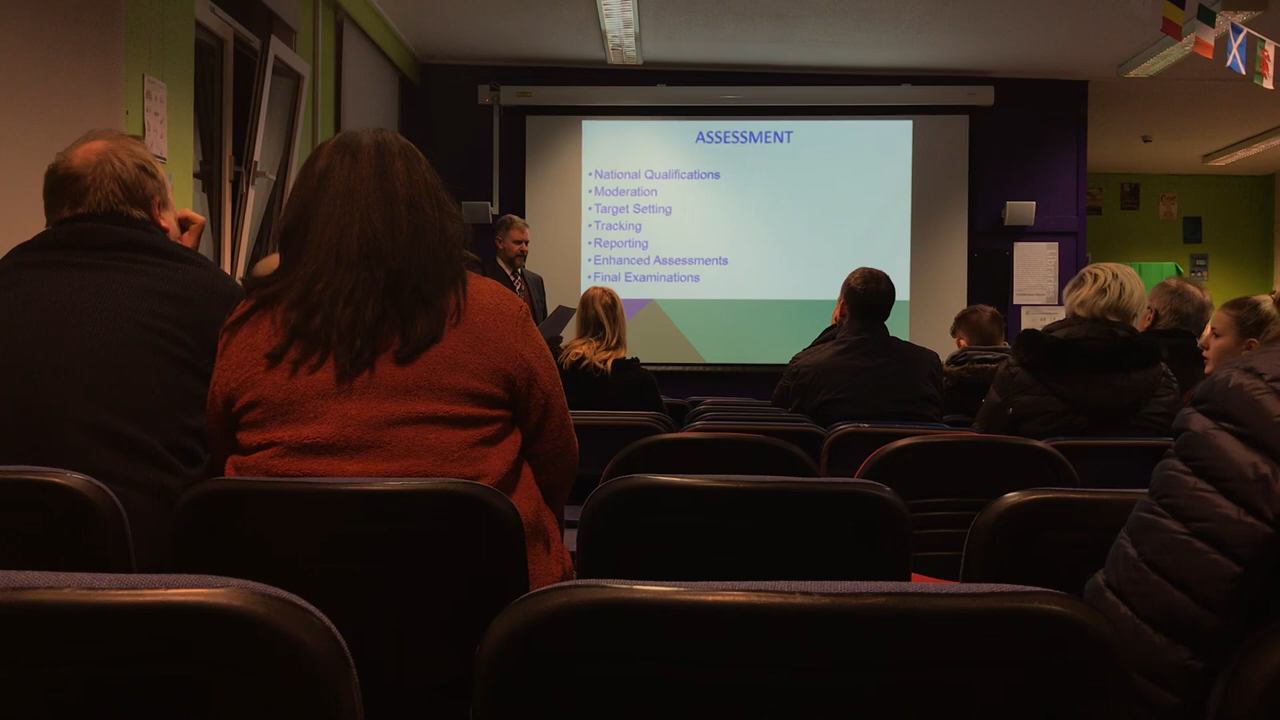 ASSESSMENT
•National Qualifications
•Moderation
•Target Setting
•Tracking
•Reporting
•Enhanced Assessments
•Final Examinations